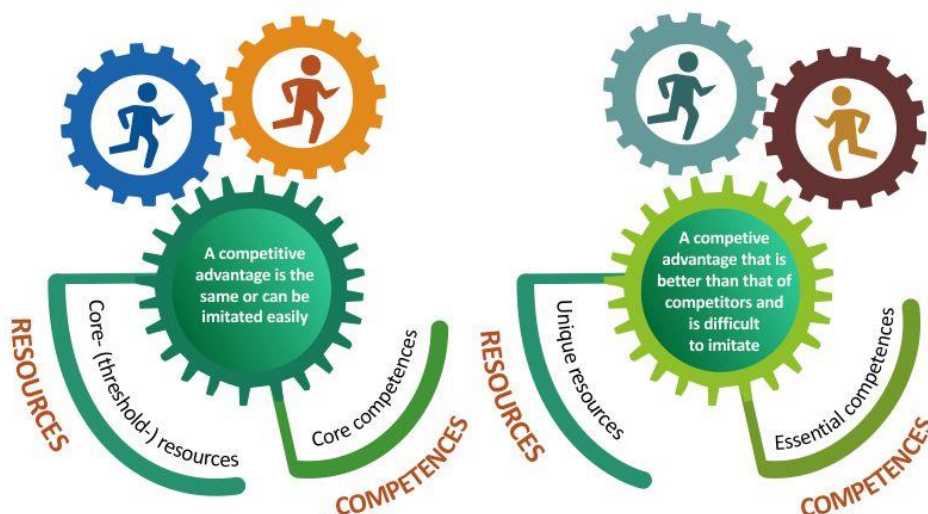 A competitive
advantage is the
same or can be
imitated easily
RESOURCES
Core- (threshold-) resources
Core competences
COMPETENCES
A competive
advantage that is
better than that of
competitors and
is difficult
to imitate
RESOURCES
Unique resources
Essential competences
COMPETENCES